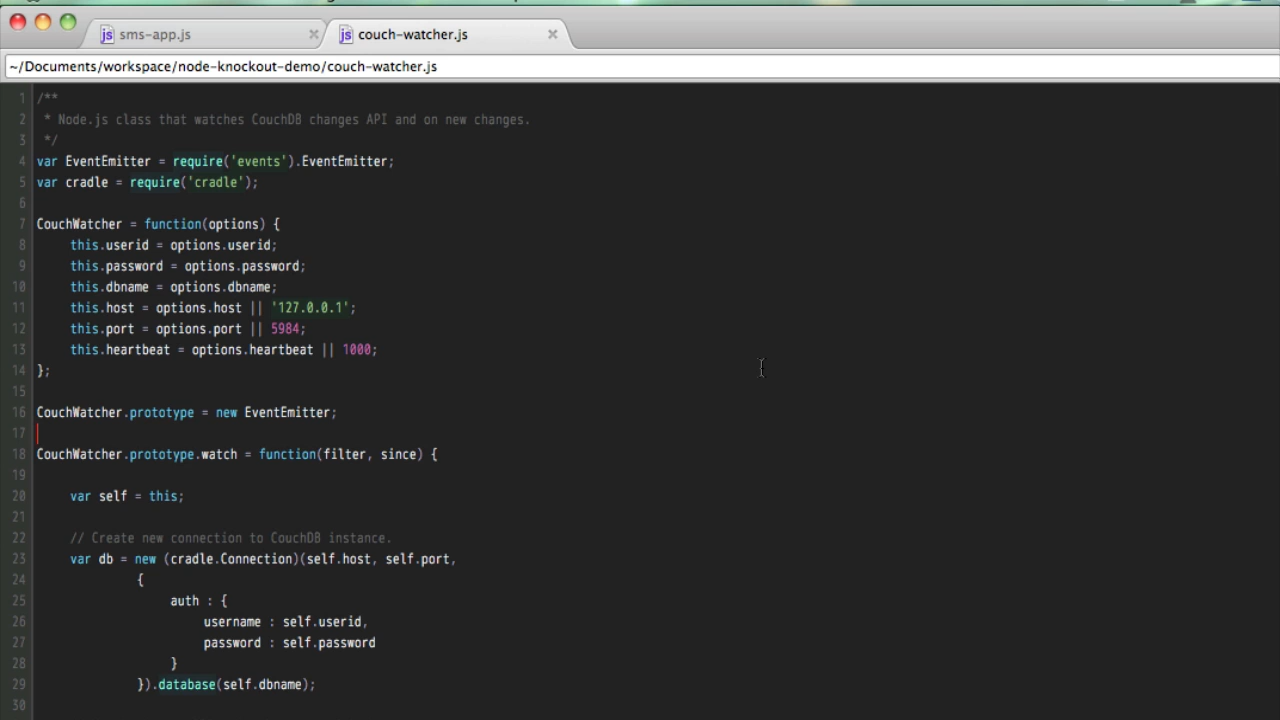 sms-app.js
couch-watcher.js
~/Documents/workspace/node-knockout-demo/couch-watcher.js
1 /**
2 * Node.js class that watches CouchDB changes API and on new changes.
3 */
4 var EventEmitter = require('events').EventEmitter;
5 var cradle = require('cradle');
6
7 CouchWatcher = function(options) {
8 this.userid = options.userid;
9 this.password = options.password;
10 this.dbname = options.dbname;
11 this.host = options.host || '127.0.0.1';
12 this.port = options.port || 5984;
13 this.heartbeat = options.heartbeat || 1000;
14 };
15
16 CouchWatcher.prototype = new EventEmitter;
17
18 CouchWatcher.prototype.watch = function(filter, since) {
19
20 var self = this;
21
22 // Create new connection to CouchDB instance.
23 var db = new (cradle.Connection)(self.host, self.port,
24 {
25 auth : {
26 username : self.userid,
27 password : self.password
28 }
29 }).database(self.dbname);
30